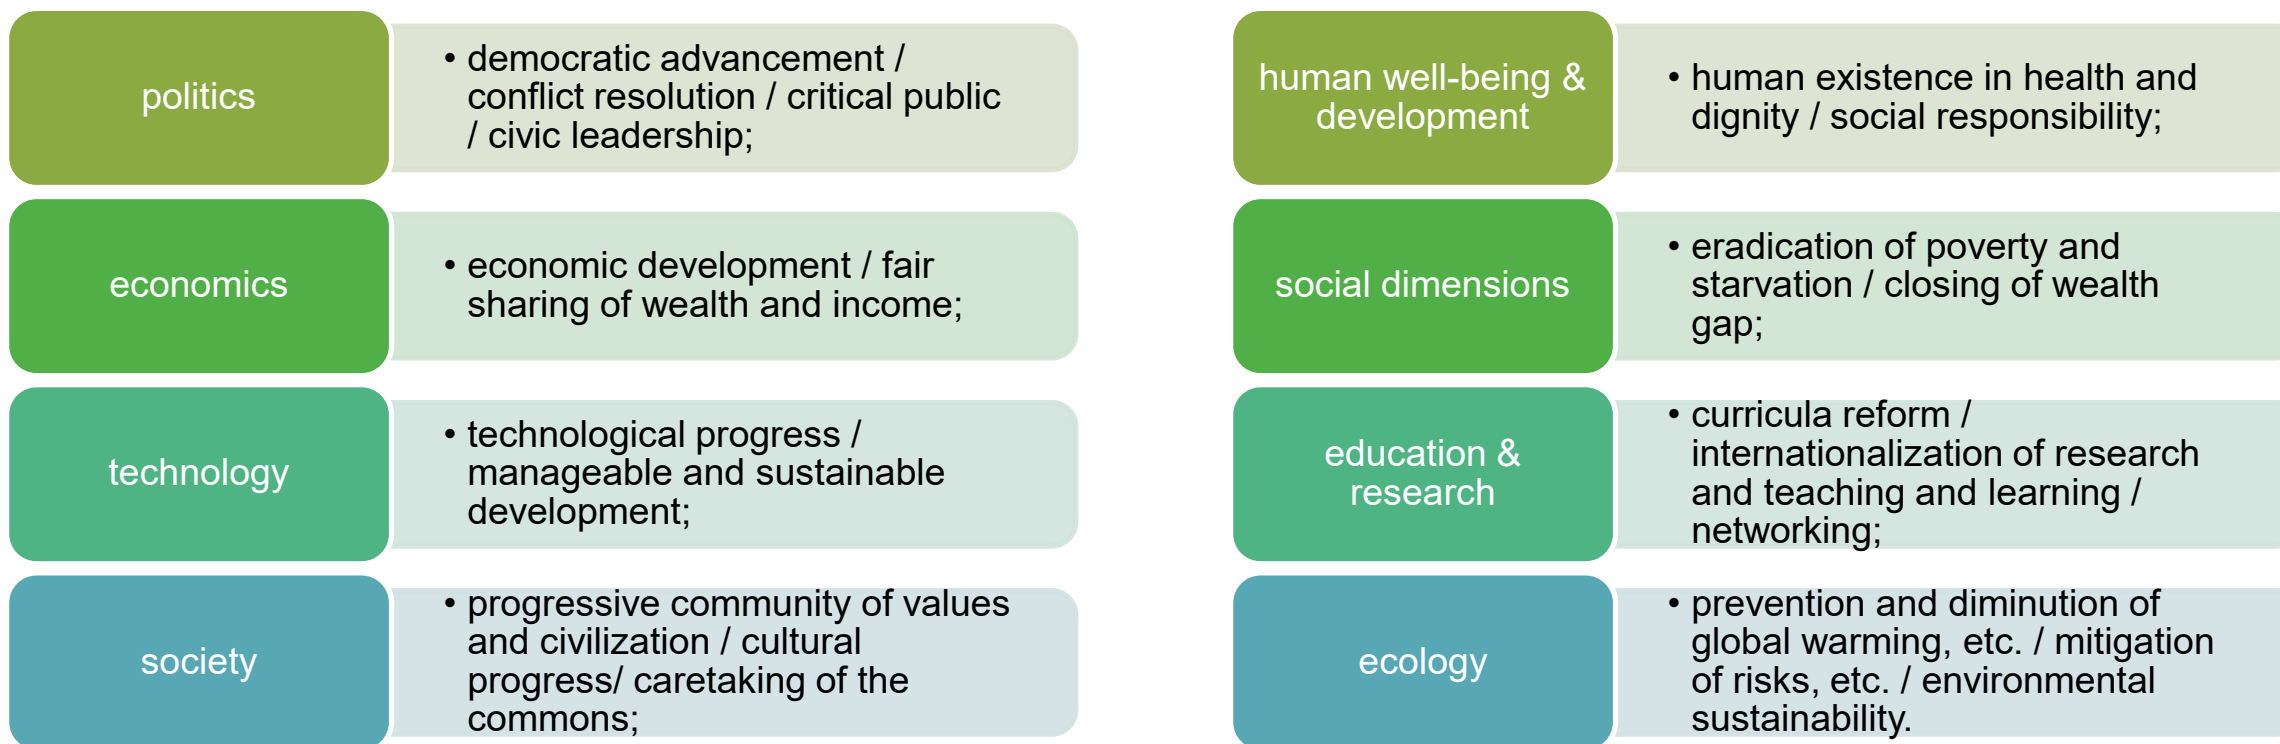 politics
• democratic advancement /
conflict resolution / critical public
/ civic leadership;
economics
• economic development / fair
sharing of wealth and income;
technology
• technological progress /
manageable and sustainable
development;
society
• progressive community of values
and civilization / cultural
progress/ caretaking of the
commons;
human well-being &
development
• human existence in health and
dignity / social responsibility;
social dimensions
• eradication of poverty and
starvation / closing of wealth
gap;
education &
research
• curricula reform /
internationalization of research
and teaching and learning /
networking;
ecology
• prevention and diminution of
global warming, etc. / mitigation
of risks, etc. / environmental
sustainability.